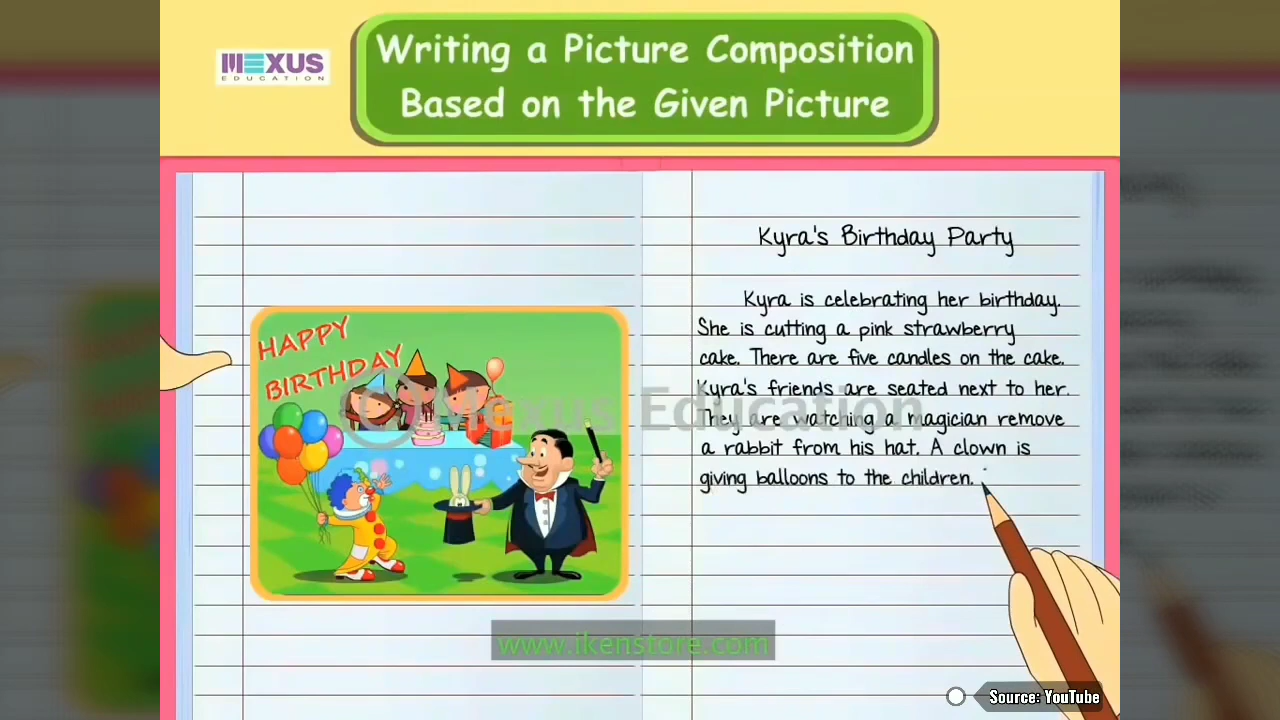 MEXUS
EDUCATION
Writing a Picture Composition
Based on the Given Picture
HAPPY
BIRTHDAY
Kyra's Birthday Party
Kyra is celebrating her birthday.
She is cutting a pink strawberry
cake. There are five candles on the cake.
Kyra's friends are seated next to her.
They are watching a magician remove
a rabbit from his hat. A clown is
giving balloons to the children.
(C) Mexus Education
www.ikenstore.com
Source: YouTube